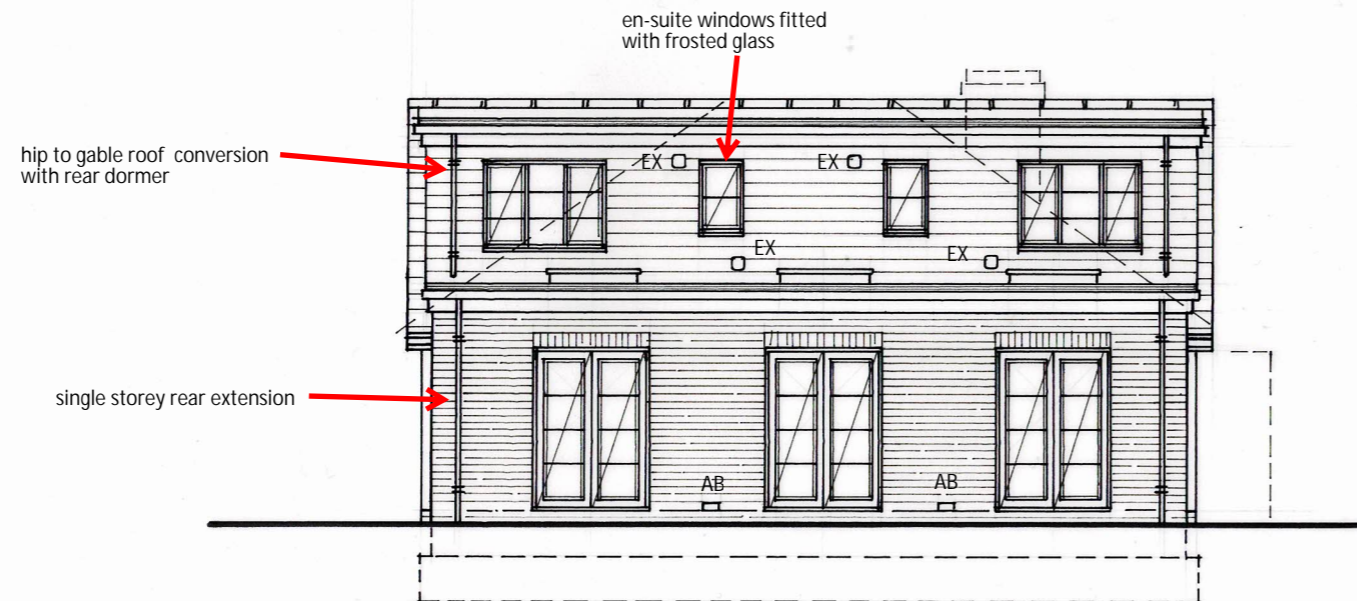 en-suite windows fitted
with frosted glass
hip to gable roof conversion
with rear dormer
EX
EX
EX
EX
single storey rear extension
AB
AB